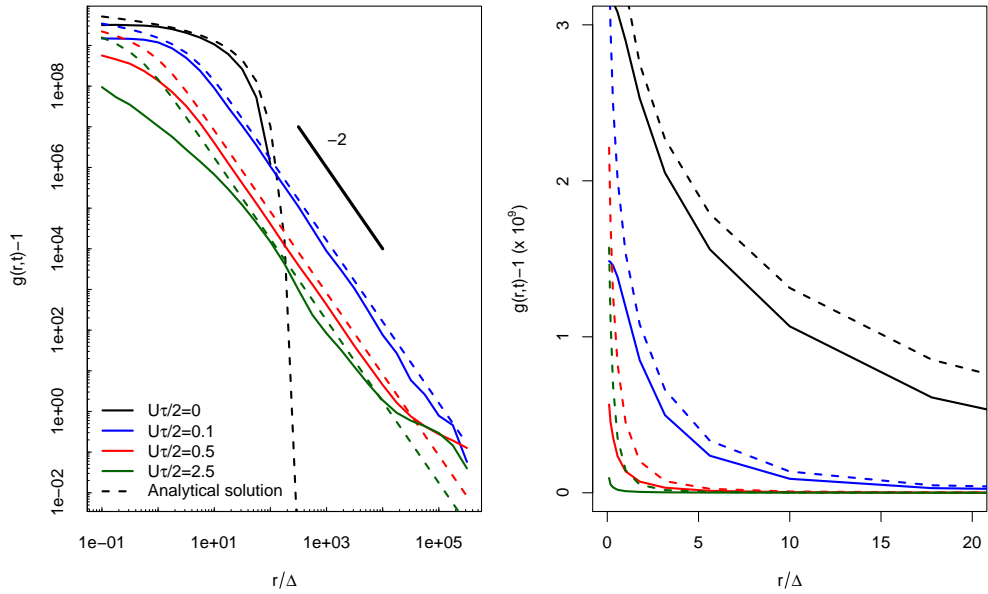 g(r,t)−1
1e+08
1e+06
1e+04
1e+02
1e+00
1e−02
−2
Uτ/2=0
Uτ/2=0.1
Uτ/2=0.5
Uτ/2=2.5
Analytical solution
1e−01
1e+01
1e+03
1e+05
r/Δ
g(r,t)−1 (x 10⁹)
3
2
1
0
0
5
10
15
20
r/Δ